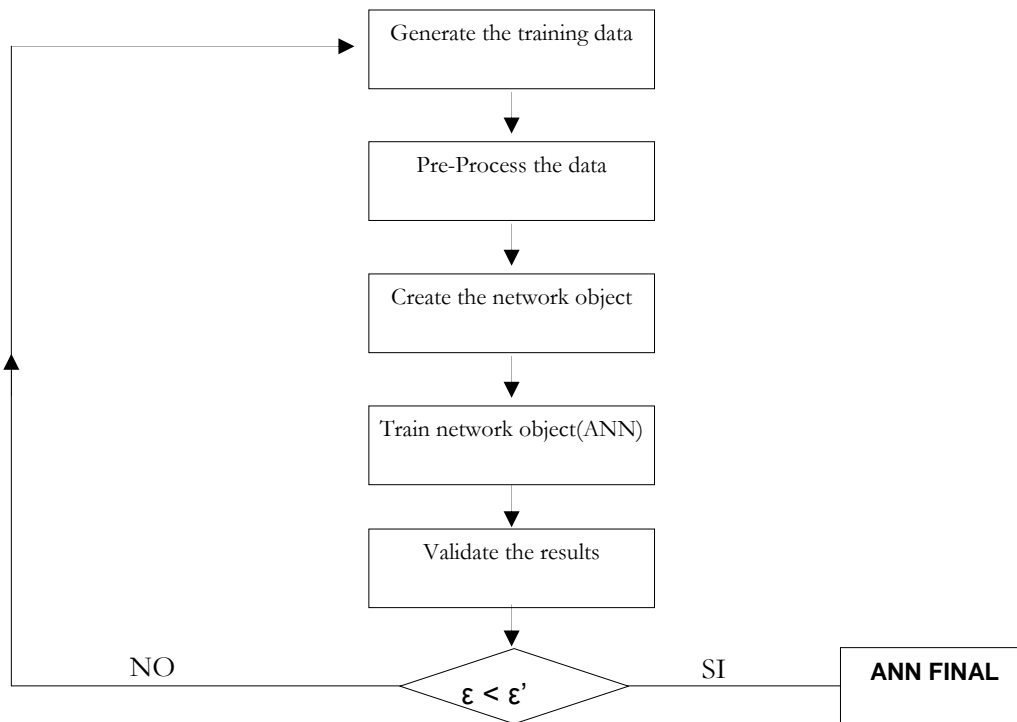 Generate the training data
Pre-Process the data
Create the network object
Train network object(ANN)
Validate the results
NO
ε < ε’
SI
ANN FINAL